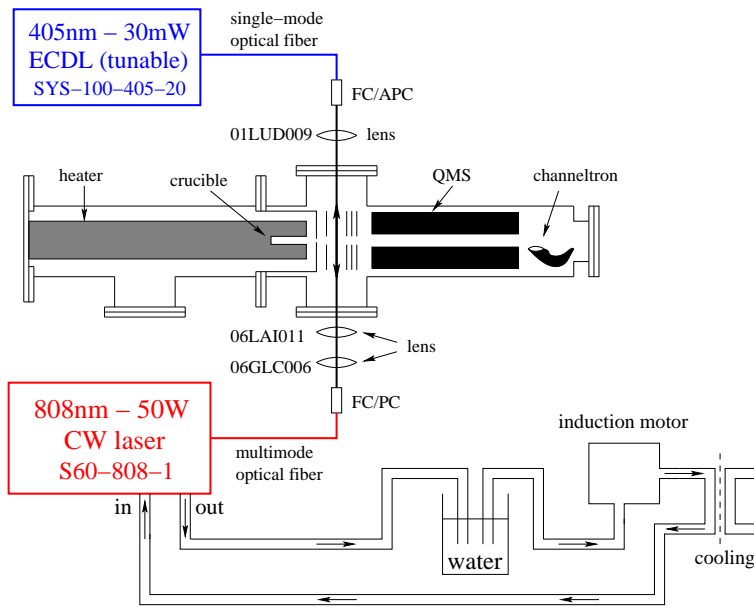 405nm − 30mW
ECDL (tunable)
SYS−100−405−20
single−mode
optical fiber
FC/APC
01LUD009
lens
heater
crucible
QMS
channeltron
06LAI011
06GLC006
lens
FC/PC
808nm − 50W
CW laser
S60−808−1
multimode
optical fiber
induction motor
in
out
water
cooling